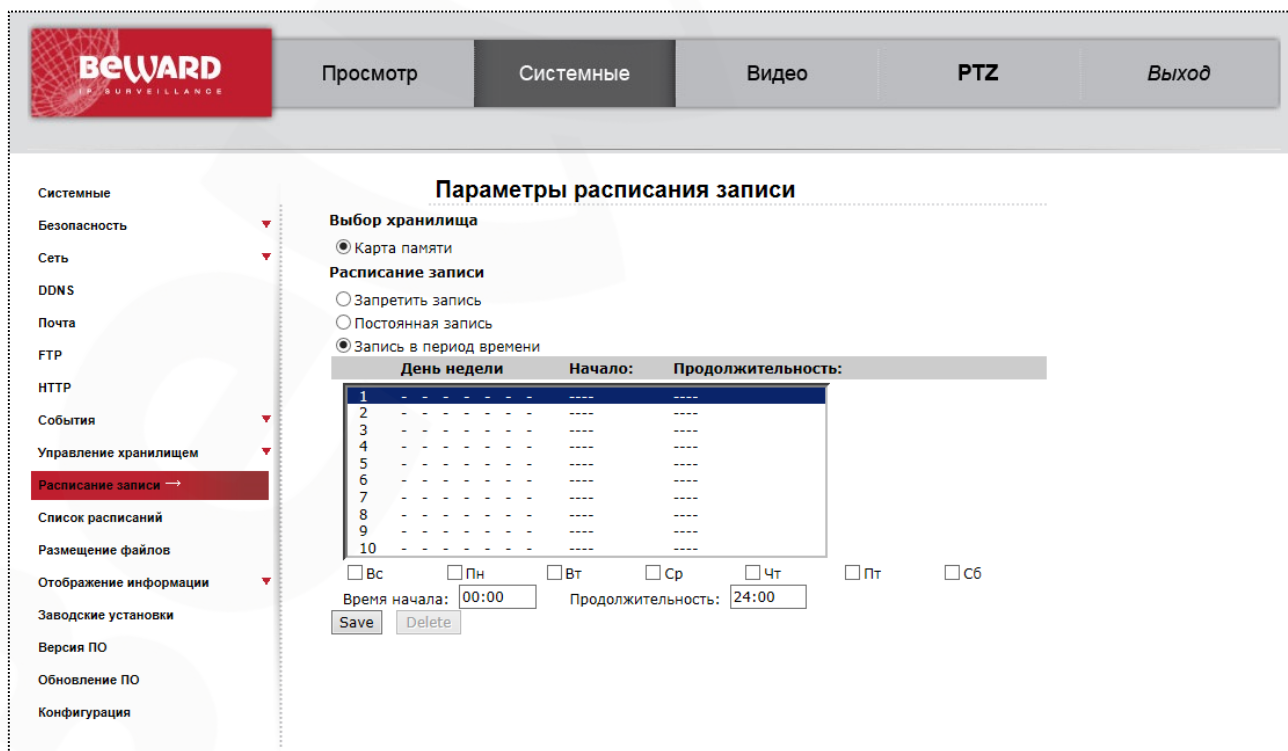 BEWARD
IP SURVEILLANCE
Просмотр Системные Видео PTZ Выход
Параметры расписания записи
Системные
Безопасность
Сеть
DDNS
Почта
FTP
HTTP
События
Управление хранилищем
Расписание записи →
Список расписаний
Размещение файлов
Отображение информации
Заводские установки
Версия ПО
Обновление ПО
Конфигурация
Выбор хранилища
Карта памяти
Расписание записи
Запретить запись
Постоянная запись
Запись в период времени
День недели Начало: Продолжительность:
1 - - - - - - - ---- ----
2 - - - - - - - ---- ----
3 - - - - - - - ---- ----
4 - - - - - - - ---- ----
5 - - - - - - - ---- ----
6 - - - - - - - ---- ----
7 - - - - - - - ---- ----
8 - - - - - - - ---- ----
9 - - - - - - - ---- ----
10 - - - - - - - ---- ----
Вс Пн Вт Ср Чт Пт Сб
Время начала: 00:00 Продолжительность: 24:00
Save Delete